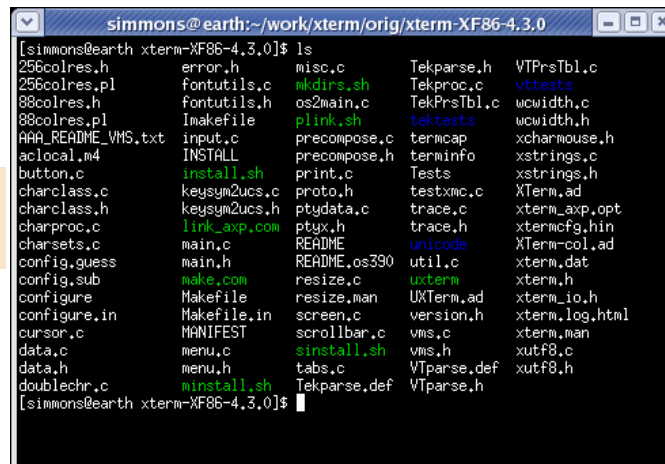 simmons@earth:~/work/xterm/orig/xterm-XF86-4.3.0
[simmons@earth xterm-XF86-4.3.0]$ ls
256colres.h error.h misc.c Tekparse.h VTPrsTbl.c
256colres.pl fontutils.c mkdirs.sh Tekproc.c vttests
88colres.h fontutils.h os2main.c TekPrsTbl.c wcwidth.c
88colres.pl Imakefile plink.sh tektests wcwidth.h
AAA_README_VMS.txt input.c precompose.c termcap xcharmouse.h
aclocal.m4 INSTALL precompose.h terminfo xstrings.c
button.c install.sh print.c Tests xstrings.h
charclass.c keysym2ucs.c proto.h testxmc.c XTerm.ad
charclass.h keysym2ucs.h ptydata.c trace.c xterm_axp.opt
charproc.c link_axp.com ptyx.h trace.h xtermcfg.hin
charsets.c main.c README unicode XTerm-col.ad
config.guess main.h README.os390 util.c xterm.dat
config.sub make.com resize.c uxterm xterm.h
configure Makefile resize.man UXTerm.ad xterm_io.h
configure.in Makefile.in screen.c version.h xterm.log.html
cursor.c MANIFEST scrollbar.c vms.c xterm.man
data.c menu.c sinstall.sh vms.h xutf8.c
data.h menu.h tabs.c VTparse.def xutf8.h
doublechr.c minstall.sh Tekparse.def VTparse.h
[simmons@earth xterm-XF86-4.3.0]$